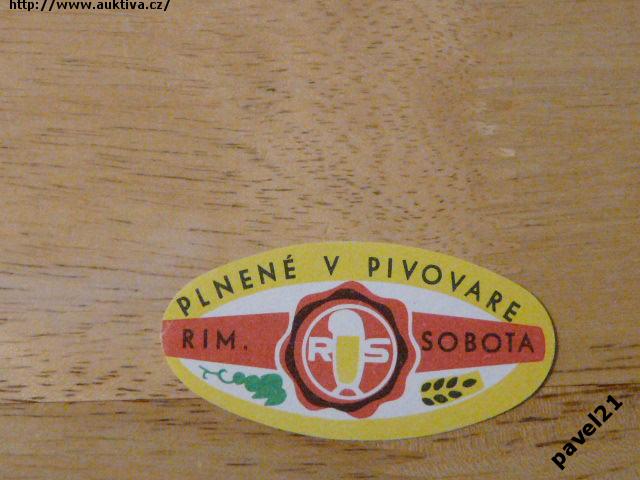 http://www.auktiva.cz/
PLNENÉ V PIVOVARE
RIM. SOBOTA
RS
pavel21